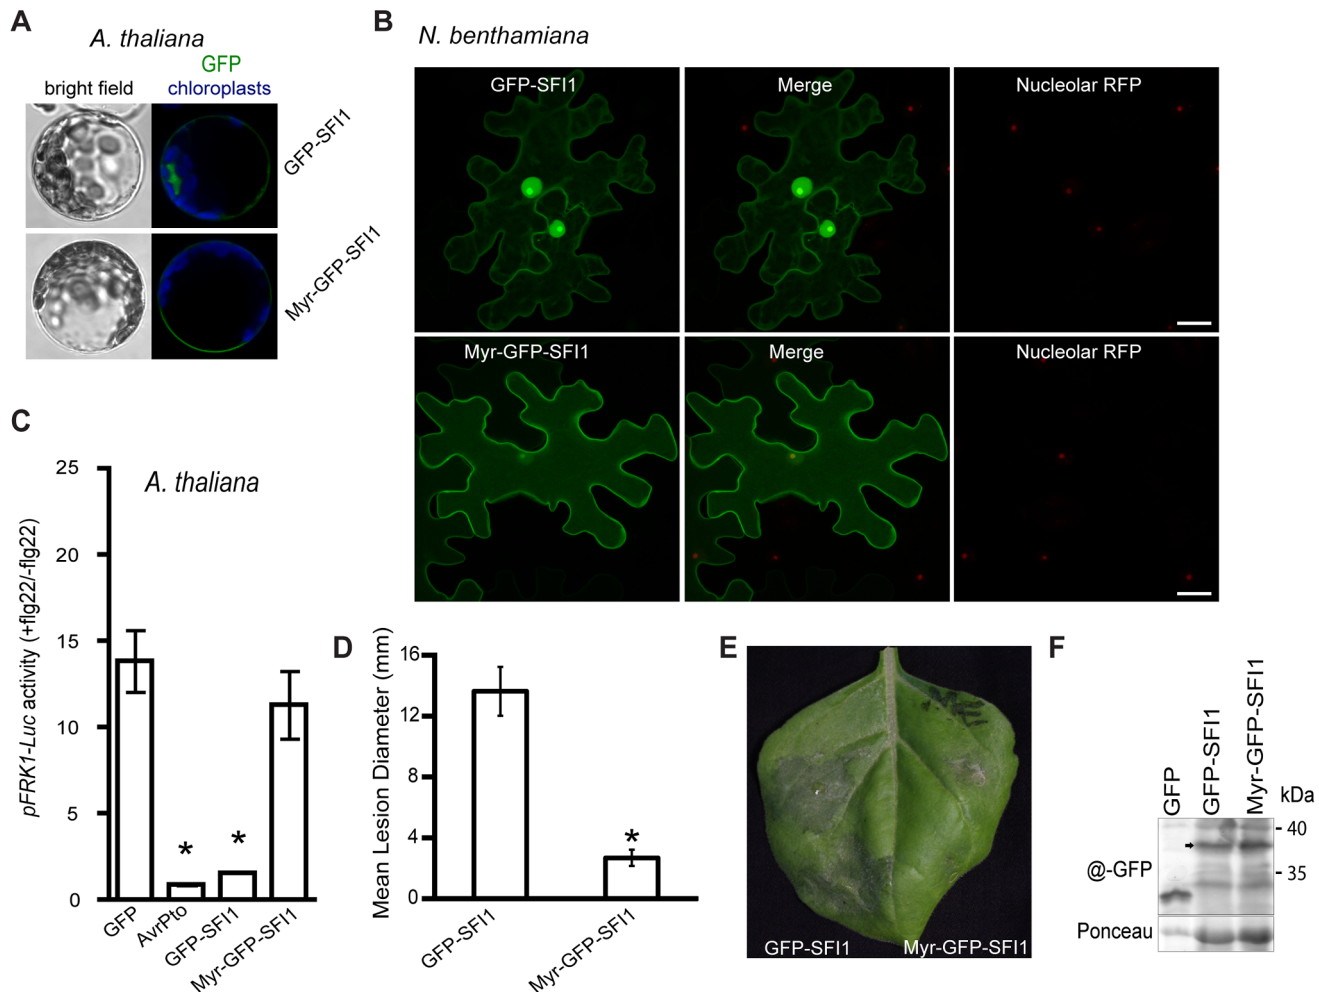 A
A. thaliana
GFP
bright field chloroplasts
GFP-SFI1
Myr-GFP-SFI1
B
N. benthamiana
GFP-SFI1 Merge Nucleolar RFP
Myr-GFP-SFI1 Merge Nucleolar RFP
C
A. thaliana
pFRK1-Luc activity (+flg22/-flg22)
25
20
15
10
5
0
* *
GFP AvrPto GFP-SFI1 Myr-GFP-SFI1
D
Mean Lesion Diameter (mm)
16
12
8
4
0
*
GFP-SFI1 Myr-GFP-SFI1
E
GFP-SFI1 Myr-GFP-SFI1
F
GFP GFP-SFI1 Myr-GFP-SFI1
kDa
- 40
- 35
@-GFP
Ponceau